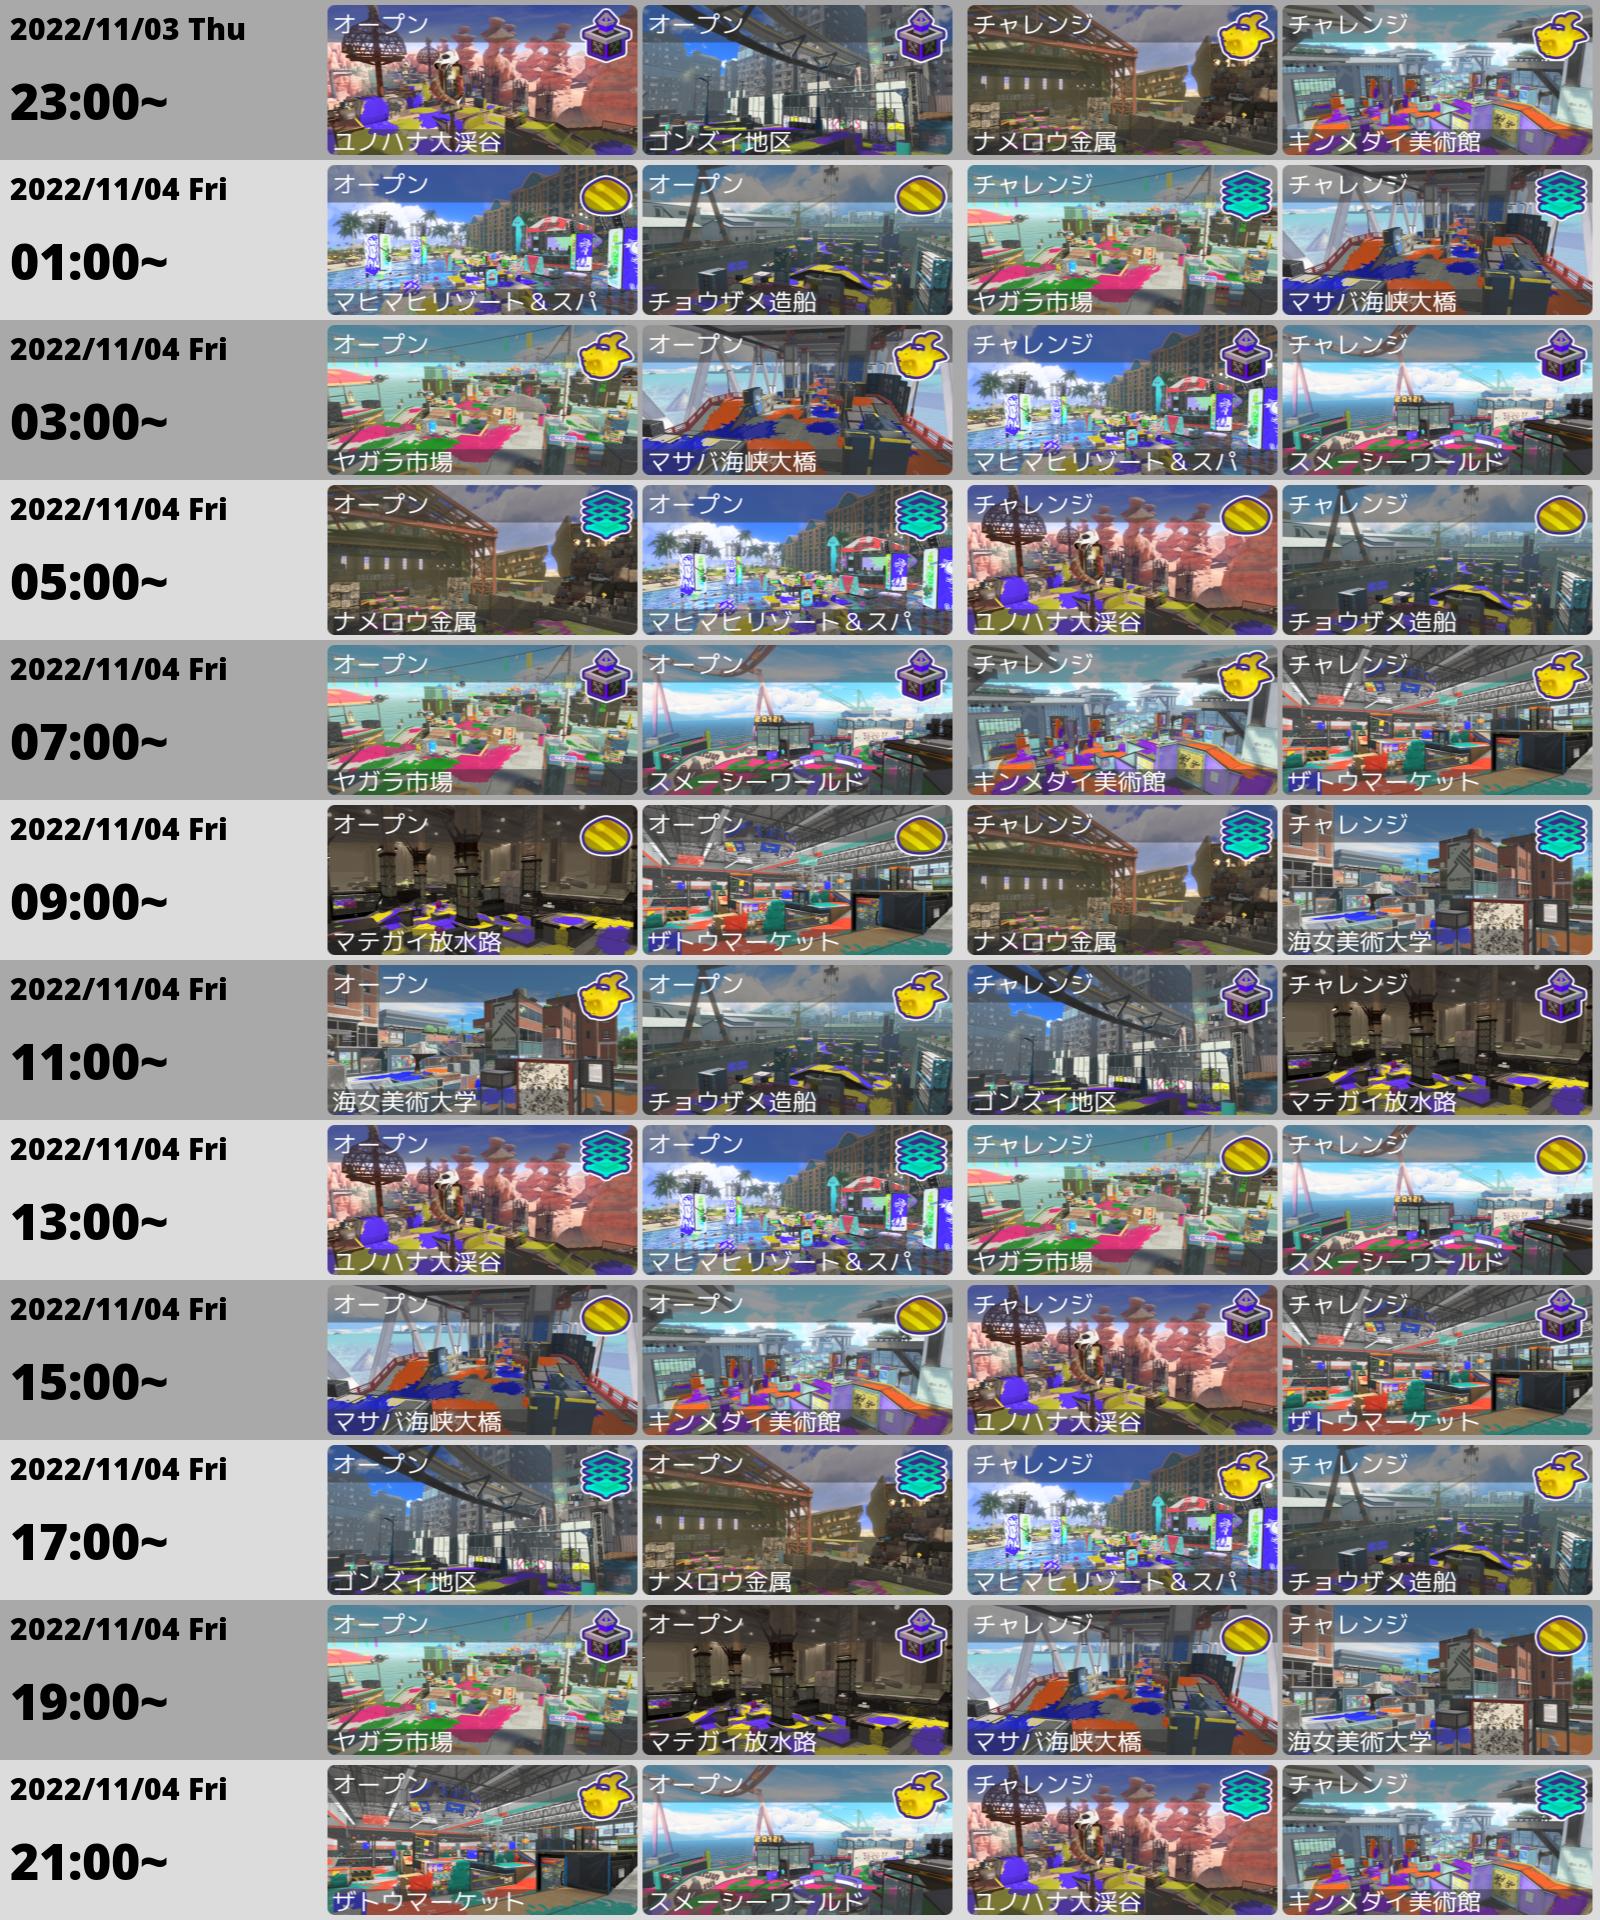 2022/11/03 Thu
23:00~
オープン
ユノハナ大渓谷
オープン
ゴンズイ地区
チャレンジ
ナメロウ金属
チャレンジ
キンメダイ美術館
2022/11/04 Fri
01:00~
オープン
マヒマヒリゾート＆スパ
オープン
チョウザメ造船
チャレンジ
ヤガラ市場
チャレンジ
マサバ海峡大橋
2022/11/04 Fri
03:00~
オープン
ヤガラ市場
オープン
マサバ海峡大橋
チャレンジ
マヒマヒリゾート＆スパ
チャレンジ
スメーシーワールド
2022/11/04 Fri
05:00~
オープン
ナメロウ金属
オープン
マヒマヒリゾート＆スパ
チャレンジ
ユノハナ大渓谷
チャレンジ
チョウザメ造船
2022/11/04 Fri
07:00~
オープン
ヤガラ市場
オープン
スメーシーワールド
チャレンジ
キンメダイ美術館
チャレンジ
ザトウマーケット
2022/11/04 Fri
09:00~
オープン
マテガイ放水路
オープン
ザトウマーケット
チャレンジ
ナメロウ金属
チャレンジ
海女美術大学
2022/11/04 Fri
11:00~
オープン
海女美術大学
オープン
チョウザメ造船
チャレンジ
ゴンズイ地区
チャレンジ
マテガイ放水路
2022/11/04 Fri
13:00~
オープン
ユノハナ大渓谷
オープン
マヒマヒリゾート＆スパ
チャレンジ
ヤガラ市場
チャレンジ
スメーシーワールド
2022/11/04 Fri
15:00~
オープン
マサバ海峡大橋
オープン
キンメダイ美術館
チャレンジ
ユノハナ大渓谷
チャレンジ
ザトウマーケット
2022/11/04 Fri
17:00~
オープン
ゴンズイ地区
オープン
ナメロウ金属
チャレンジ
マヒマヒリゾート＆スパ
チャレンジ
チョウザメ造船
2022/11/04 Fri
19:00~
オープン
ヤガラ市場
オープン
マテガイ放水路
チャレンジ
マサバ海峡大橋
チャレンジ
海女美術大学
2022/11/04 Fri
21:00~
オープン
ザトウマーケット
オープン
スメーシーワールド
チャレンジ
ユノハナ大渓谷
チャレンジ
キンメダイ美術館